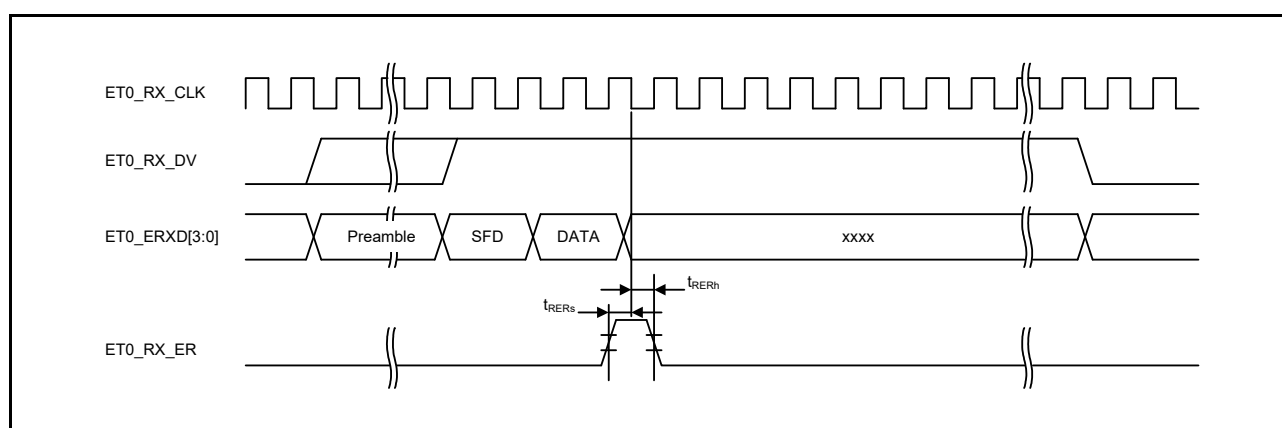 ET0_RX_CLK
ET0_RX_DV
ET0_ERXD[3:0]
Preamble
SFD
DATA
xxxx
tRERh
tRERs
ET0_RX_ER